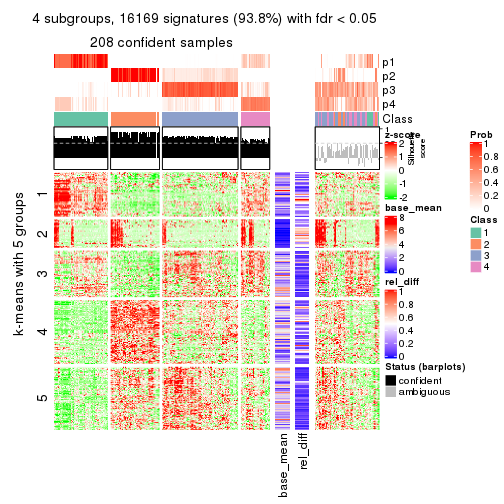 4 subgroups, 16169 signatures (93.8%) with fdr < 0.05
208 confident samples
p1
p2
p3
p4
Class
1
Silhouette
score
k-means with 5 groups
1
2
3
4
5
base_mean
rel_diff
z-score
2
1
0
-1
-2
base_mean
8
6
4
2
0
rel_diff
1
0.8
0.6
0.4
0.2
0
Status (barplots)
confident
ambiguous
Prob
1
0.8
0.6
0.4
0.2
0
Class
1
2
3
4